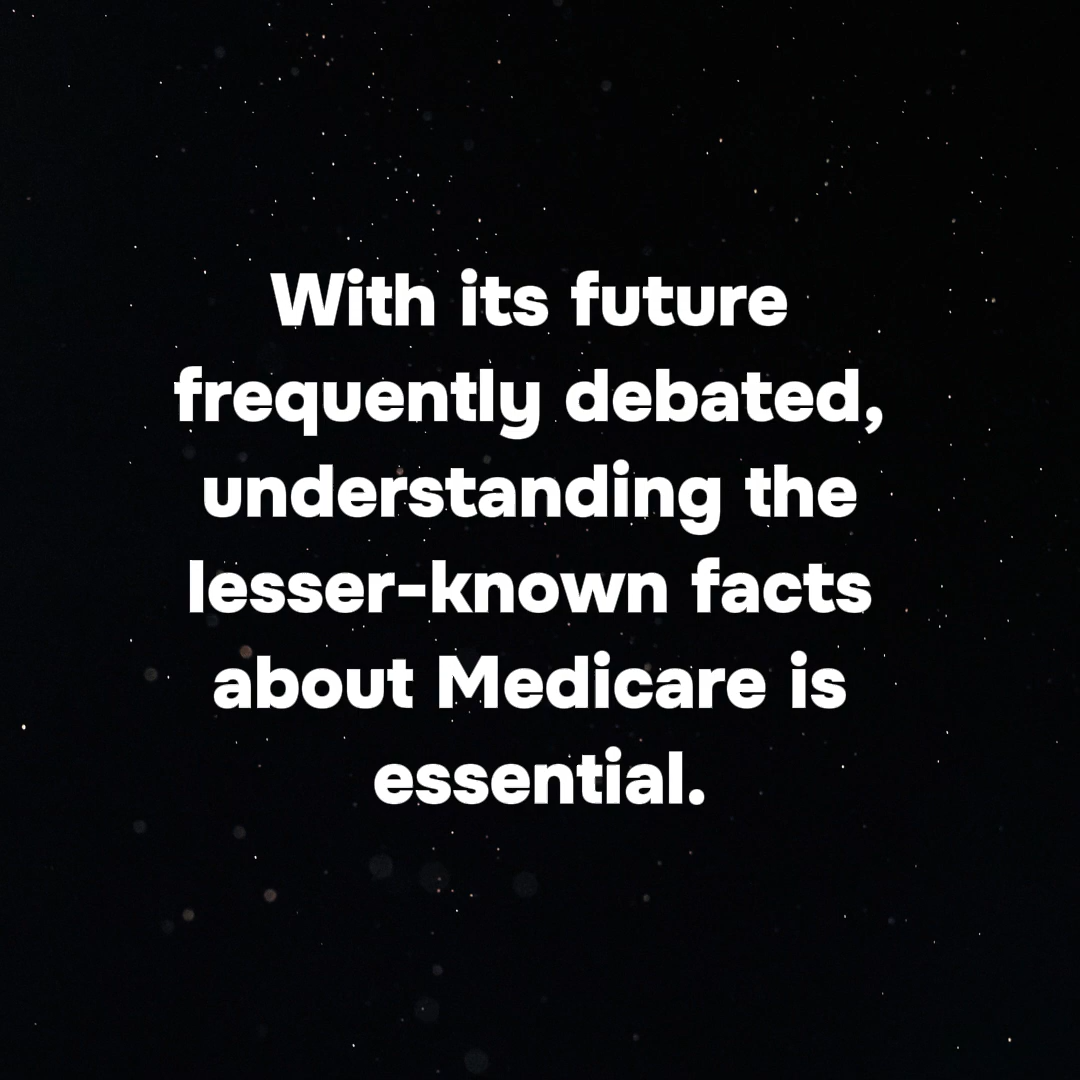 With its future
frequently debated,
understanding the
lesser-known facts
about Medicare is
essential.